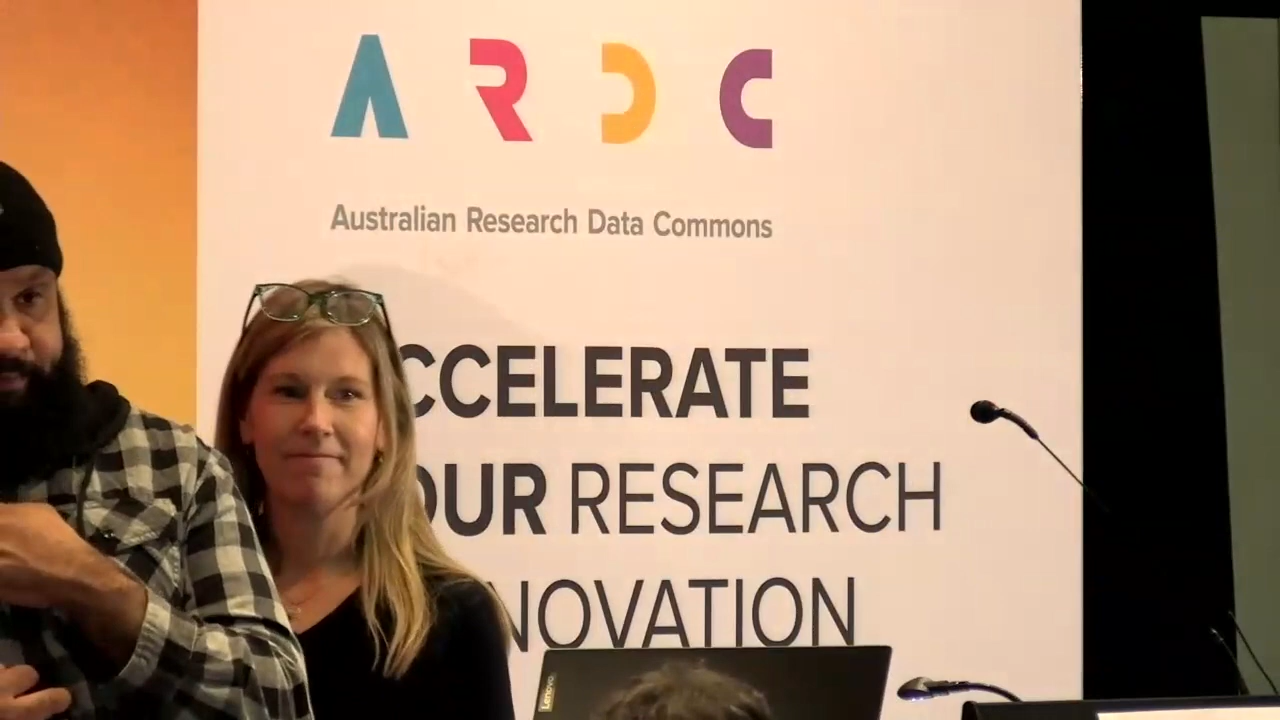 ARDC
Australian Research Data Commons
CCELERATE
OUR RESEARCH
NOVATION
Lenovo